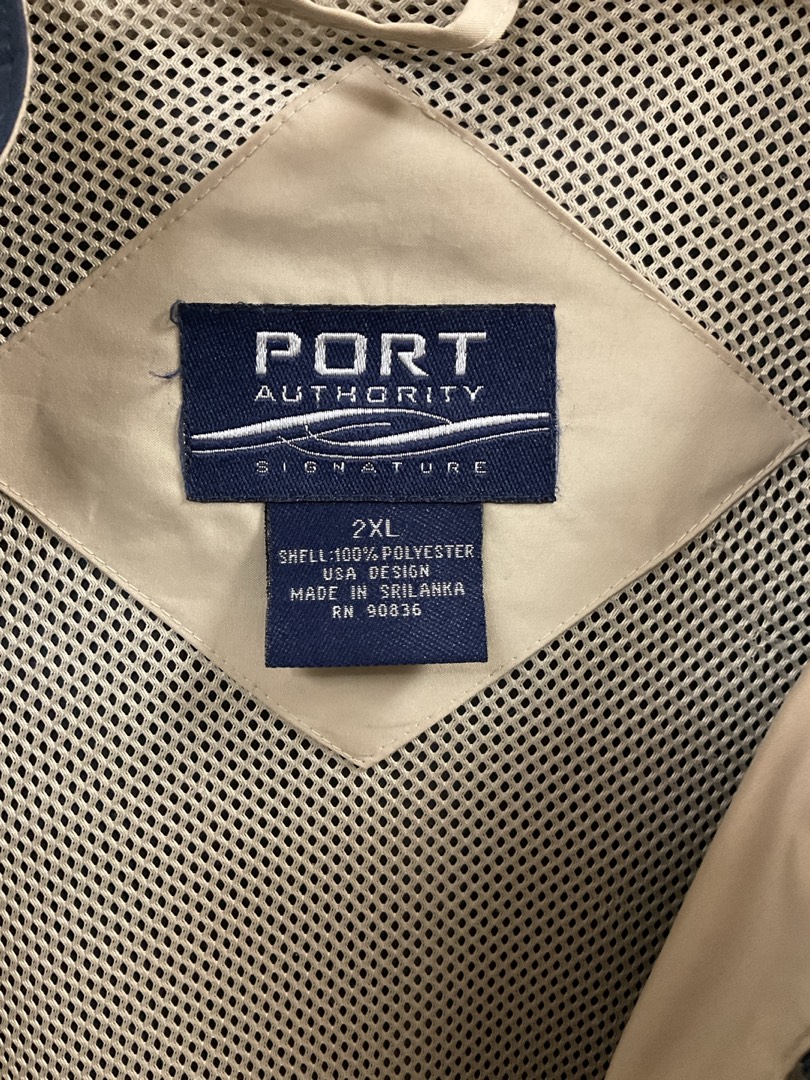 PORT
AUTHORITY
SIGNATURE
2XL
SHELL:100% POLYESTER
USA DESIGN
MADE IN SRILANKA
RN 90836